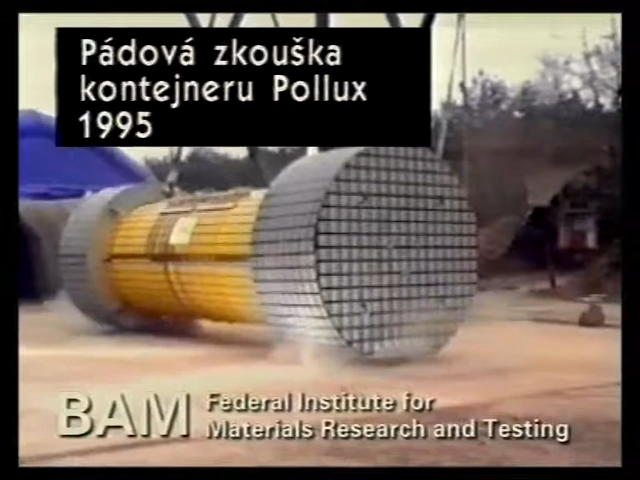 Pádová zkouška
kontejneru Pollux
1995
BAM
Federal Institute for
Materials Research and Testing